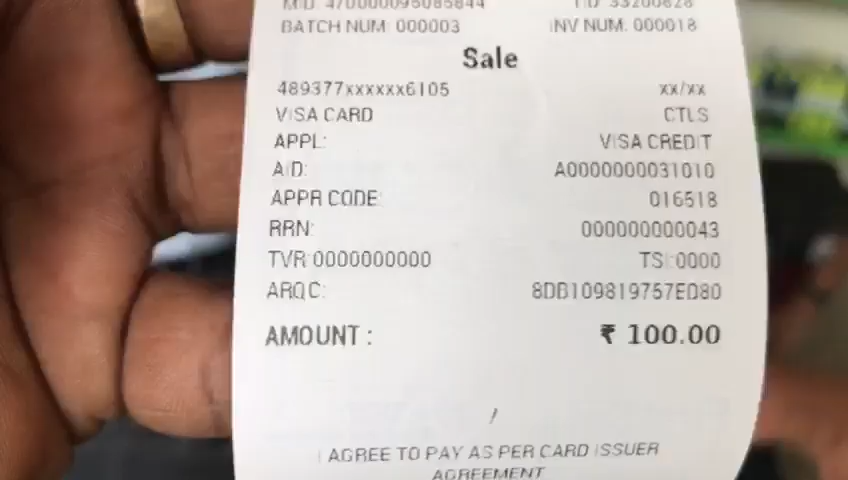 BATCH NUM: 000003 INV NUM. 000018
Sale
489377xxxxxx6105 xx/xx
VISA CARD CTLS
APPL: VISA CREDIT
AID: A0000000031010
APPR CODE: 016518
RRN: 000000000043
TVR:0000000000 TSI:0000
ARQC: 8DB109819757ED80
AMOUNT : ₹ 100.00
/
I AGREE TO PAY AS PER CARD ISSUER
AGREEMENT